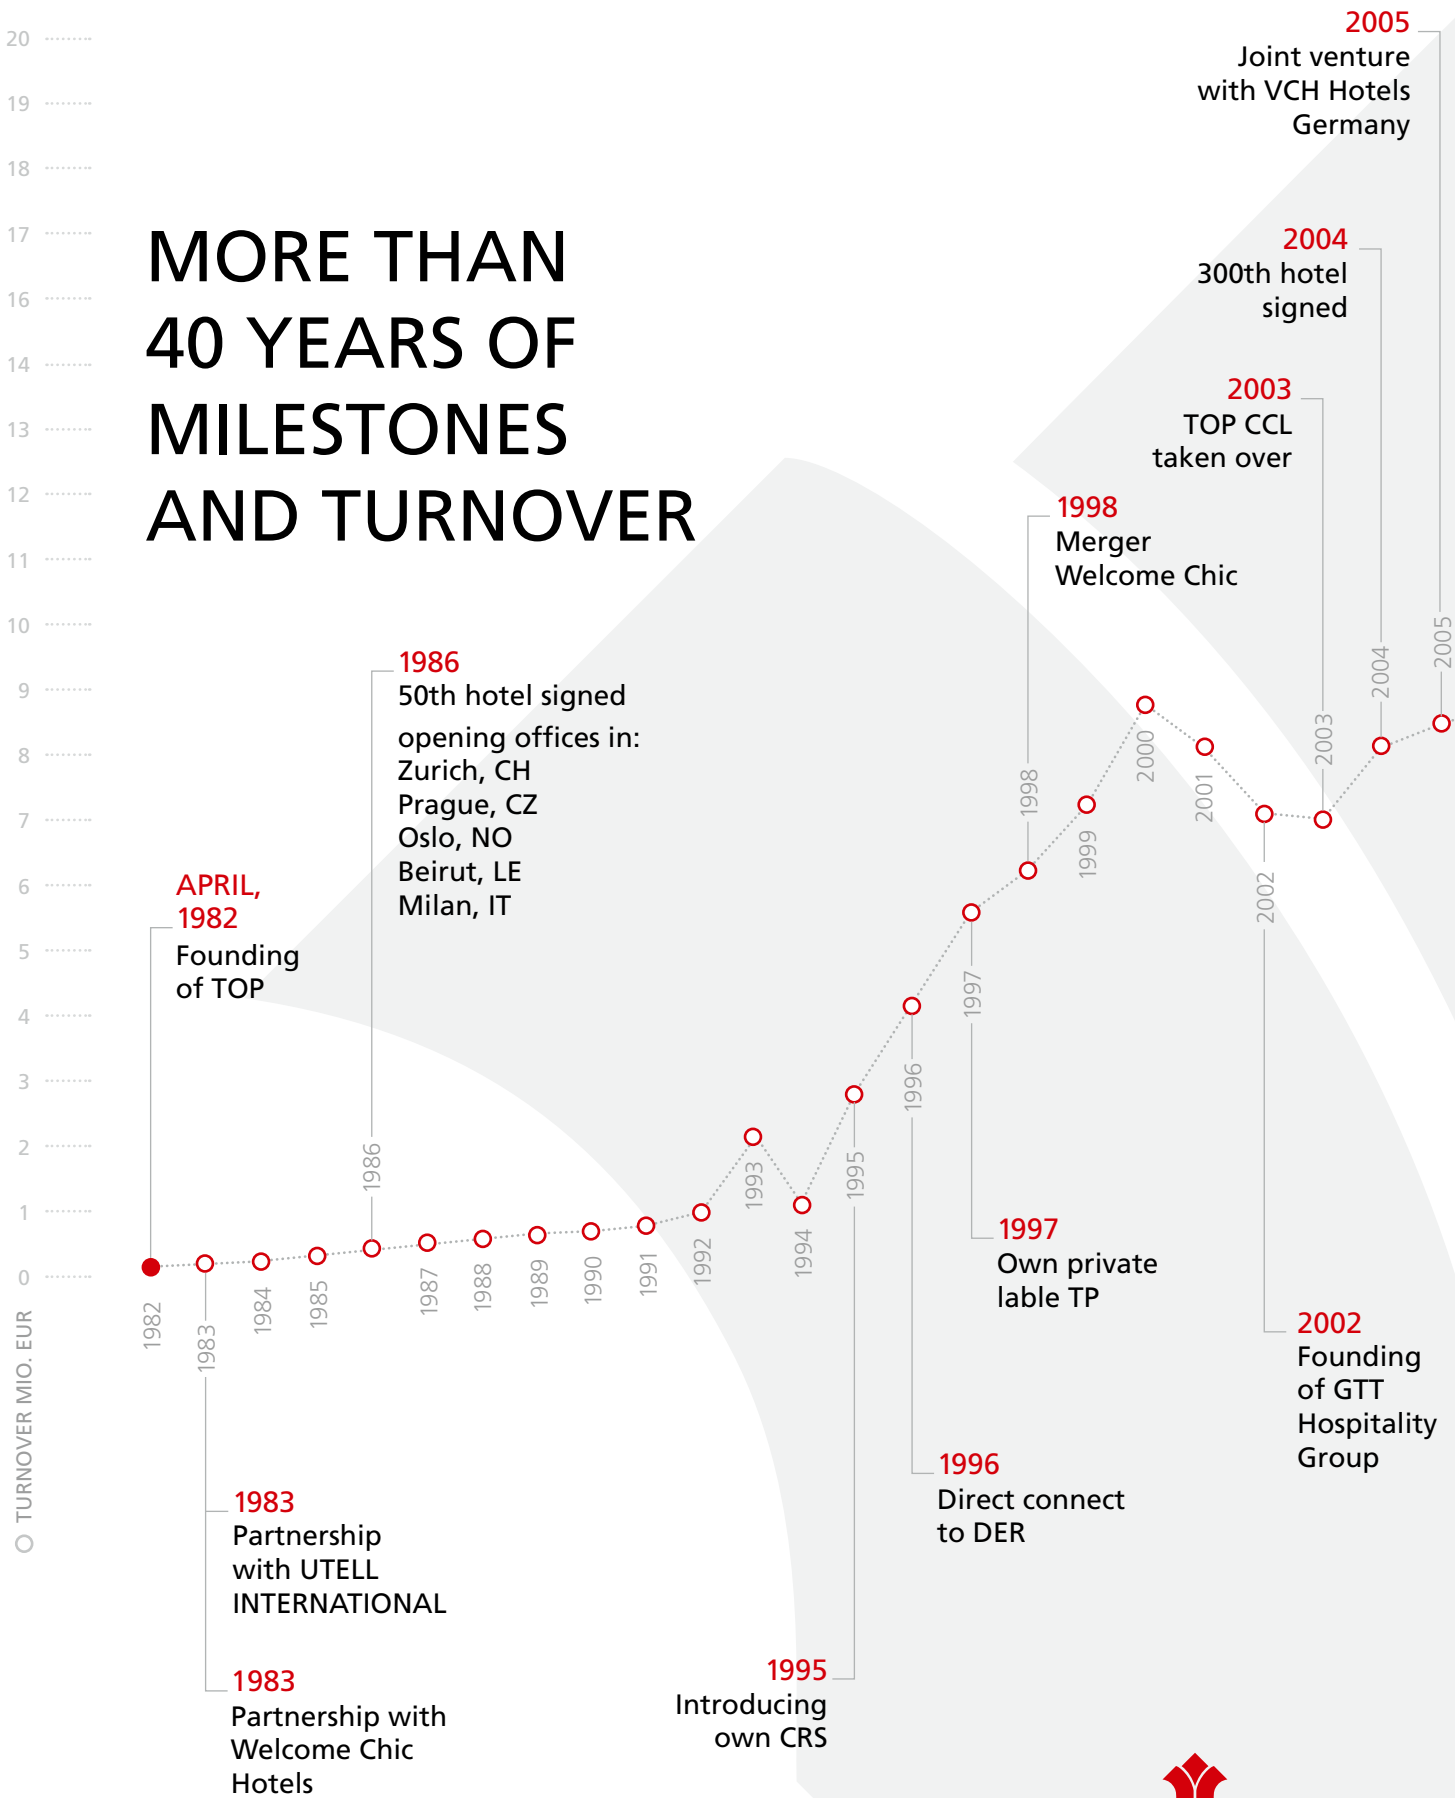 MORE THAN
40 YEARS OF
MILESTONES
AND TURNOVER
20
19
18
17
16
15
14
13
12
11
10
9
8
7
6
5
4
3
2
1
0
TURNOVER MIO. EUR
APRIL,
1982
Founding
of TOP
1983
Partnership
with UTELL
INTERNATIONAL
1983
Partnership with
Welcome Chic
Hotels
1986
50th hotel signed
opening offices in:
Zurich, CH
Prague, CZ
Oslo, NO
Beirut, LE
Milan, IT
1995
Introducing
own CRS
1996
Direct connect
to DER
1997
Own private
lable TP
1998
Merger
Welcome Chic
2002
Founding
of GTT
Hospitality
Group
2003
TOP CCL
taken over
2004
300th hotel
signed
2005
Joint venture
with VCH Hotels
Germany
1982
1983
1984
1985
1986
1987
1988
1989
1990
1991
1992
1993
1994
1995
1996
1997
1998
1999
2000
2001
2002
2003
2004
2005